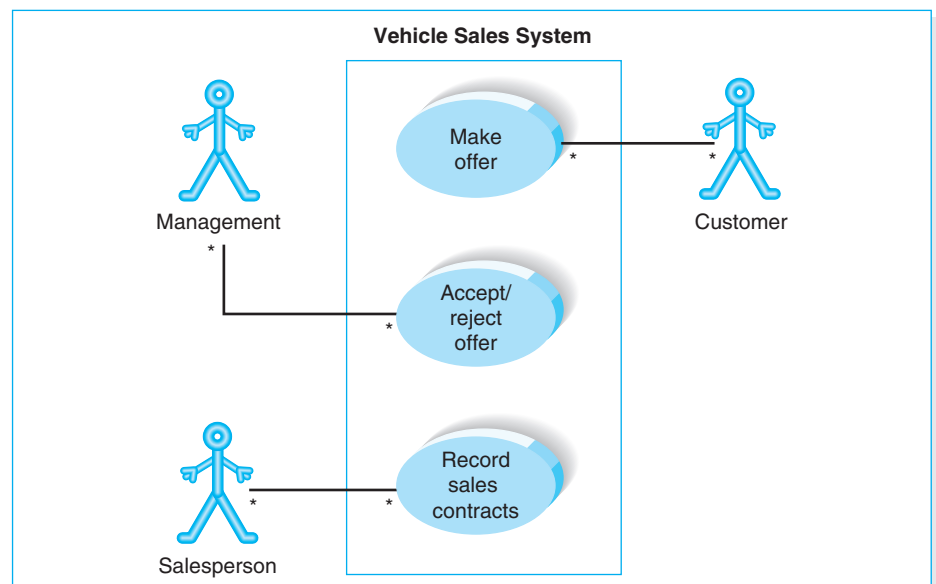 Vehicle Sales System
Make
offer
*
*
Management
Customer
*
Accept/
reject
offer
*
Record
sales
contracts
*
*
Salesperson